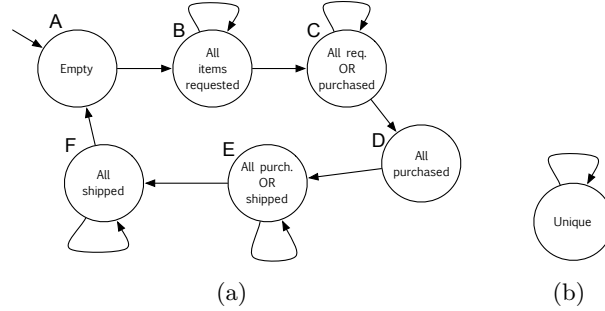 A
Empty
B
All
items
requested
C
All req.
OR
purchased
D
All
purchased
F
All
shipped
E
All purch.
OR
shipped
Unique
(a)
(b)